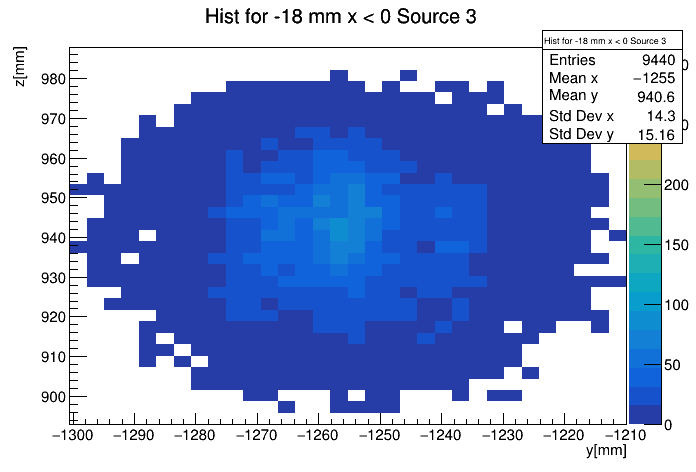 Hist for -18 mm x < 0 Source 3
z[mm]
980
970
960
950
940
930
920
910
900
Hist for -18 mm x < 0 Source 3
Entries 9440
Mean x −1255
Mean y 940.6
Std Dev x 14.3
Std Dev y 15.16
200
150
100
50
0
−1300 −1290 −1280 −1270 −1260 −1250 −1240 −1230 −1220 −1210
y[mm]